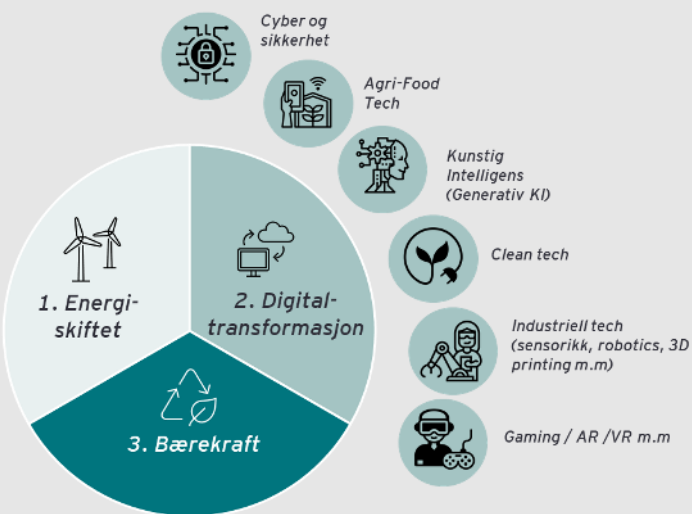 Cyber og
sikkerhet
Agri-Food
Tech
Kunstig
Intelligens
(Generativ KI)
Clean tech
1. Energi-
skiftet
2. Digital-
transformasjon
Industriell tech
(sensorikk, robotics, 3D
printing m.m)
3. Bærekraft
Gaming / AR /VR m.m